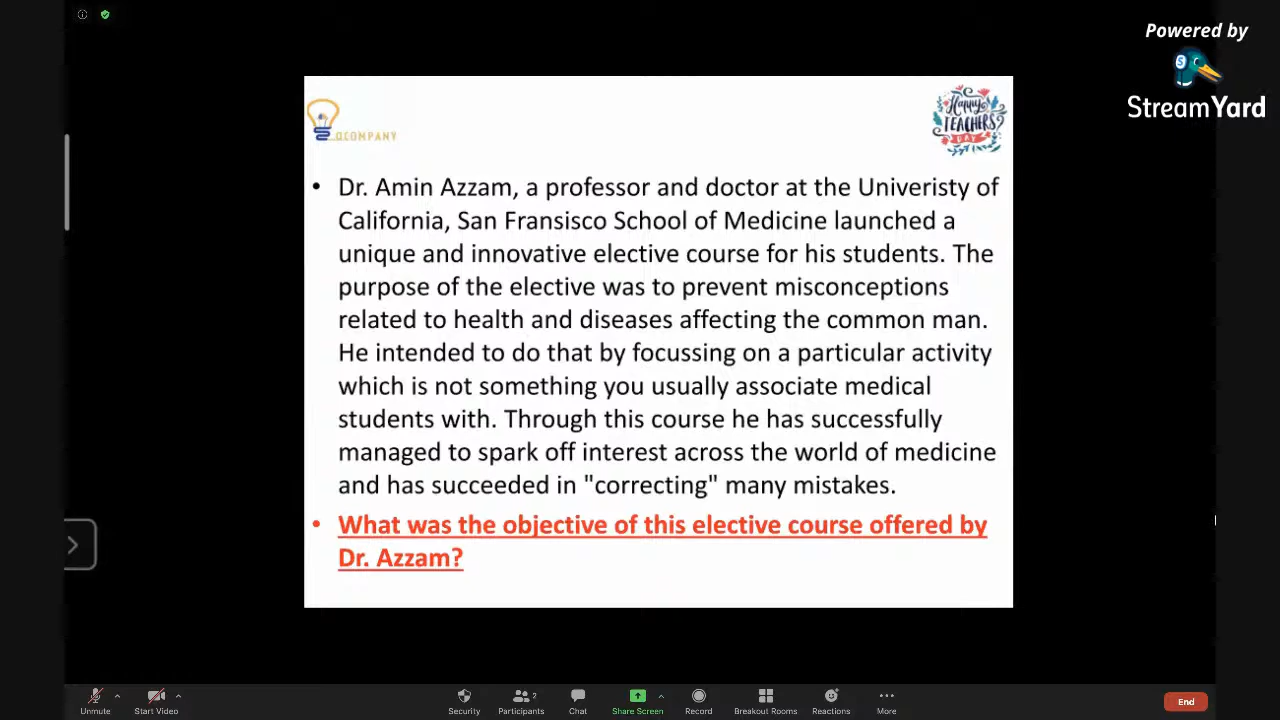 Powered by
StreamYard
QCOMPANY
Happy
TEACHERS
DAY
• Dr. Amin Azzam, a professor and doctor at the Univeristy of
California, San Fransisco School of Medicine launched a
unique and innovative elective course for his students. The
purpose of the elective was to prevent misconceptions
related to health and diseases affecting the common man.
He intended to do that by focussing on a particular activity
which is not something you usually associate medical
students with. Through this course he has successfully
managed to spark off interest across the world of medicine
and has succeeded in "correcting" many mistakes.
• What was the objective of this elective course offered by
Dr. Azzam?
Unmute
Start Video
Security
Participants
2
Chat
Share Screen
Record
Breakout Rooms
Reactions
More
End